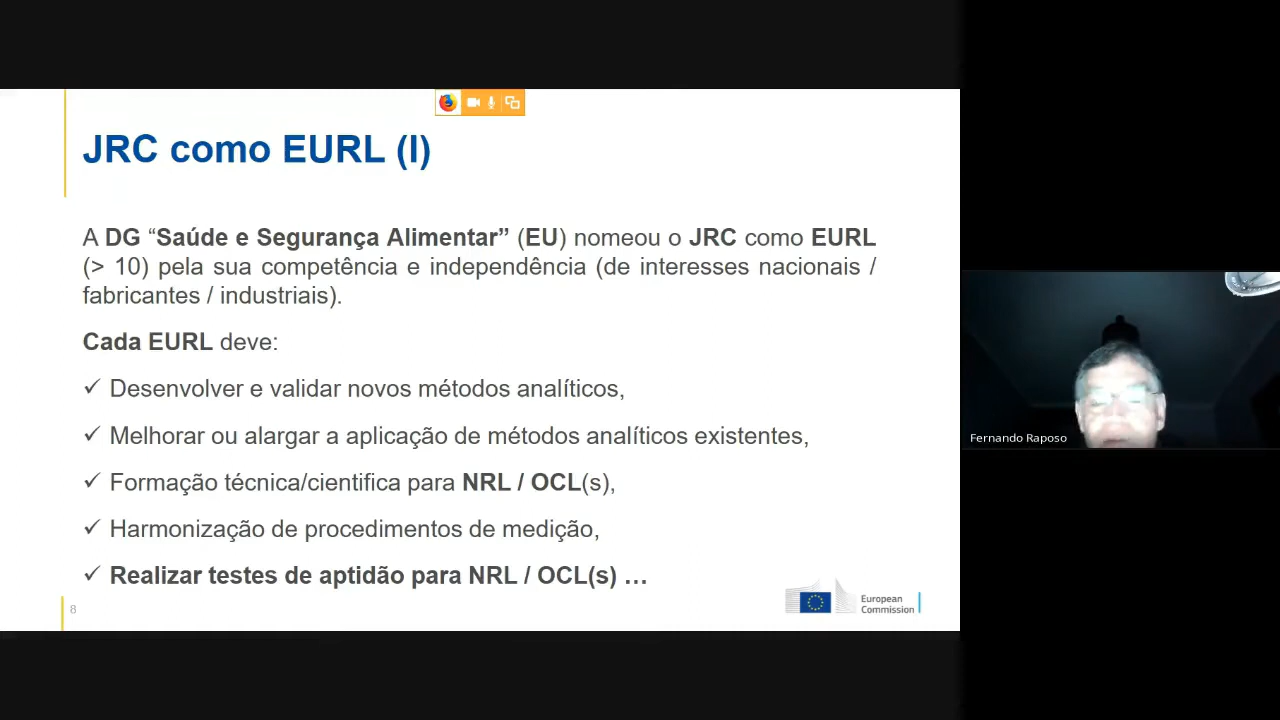 JRC como EURL (I)
A DG “Saúde e Segurança Alimentar” (EU) nomeou o JRC como EURL
(> 10) pela sua competência e independência (de interesses nacionais /
fabricantes / industriais).
Cada EURL deve:
✓ Desenvolver e validar novos métodos analíticos,
✓ Melhorar ou alargar a aplicação de métodos analíticos existentes,
✓ Formação técnica/cientifica para NRL / OCL(s),
✓ Harmonização de procedimentos de medição,
✓ Realizar testes de aptidão para NRL / OCL(s) …
8
European
Commission
Fernando Raposo